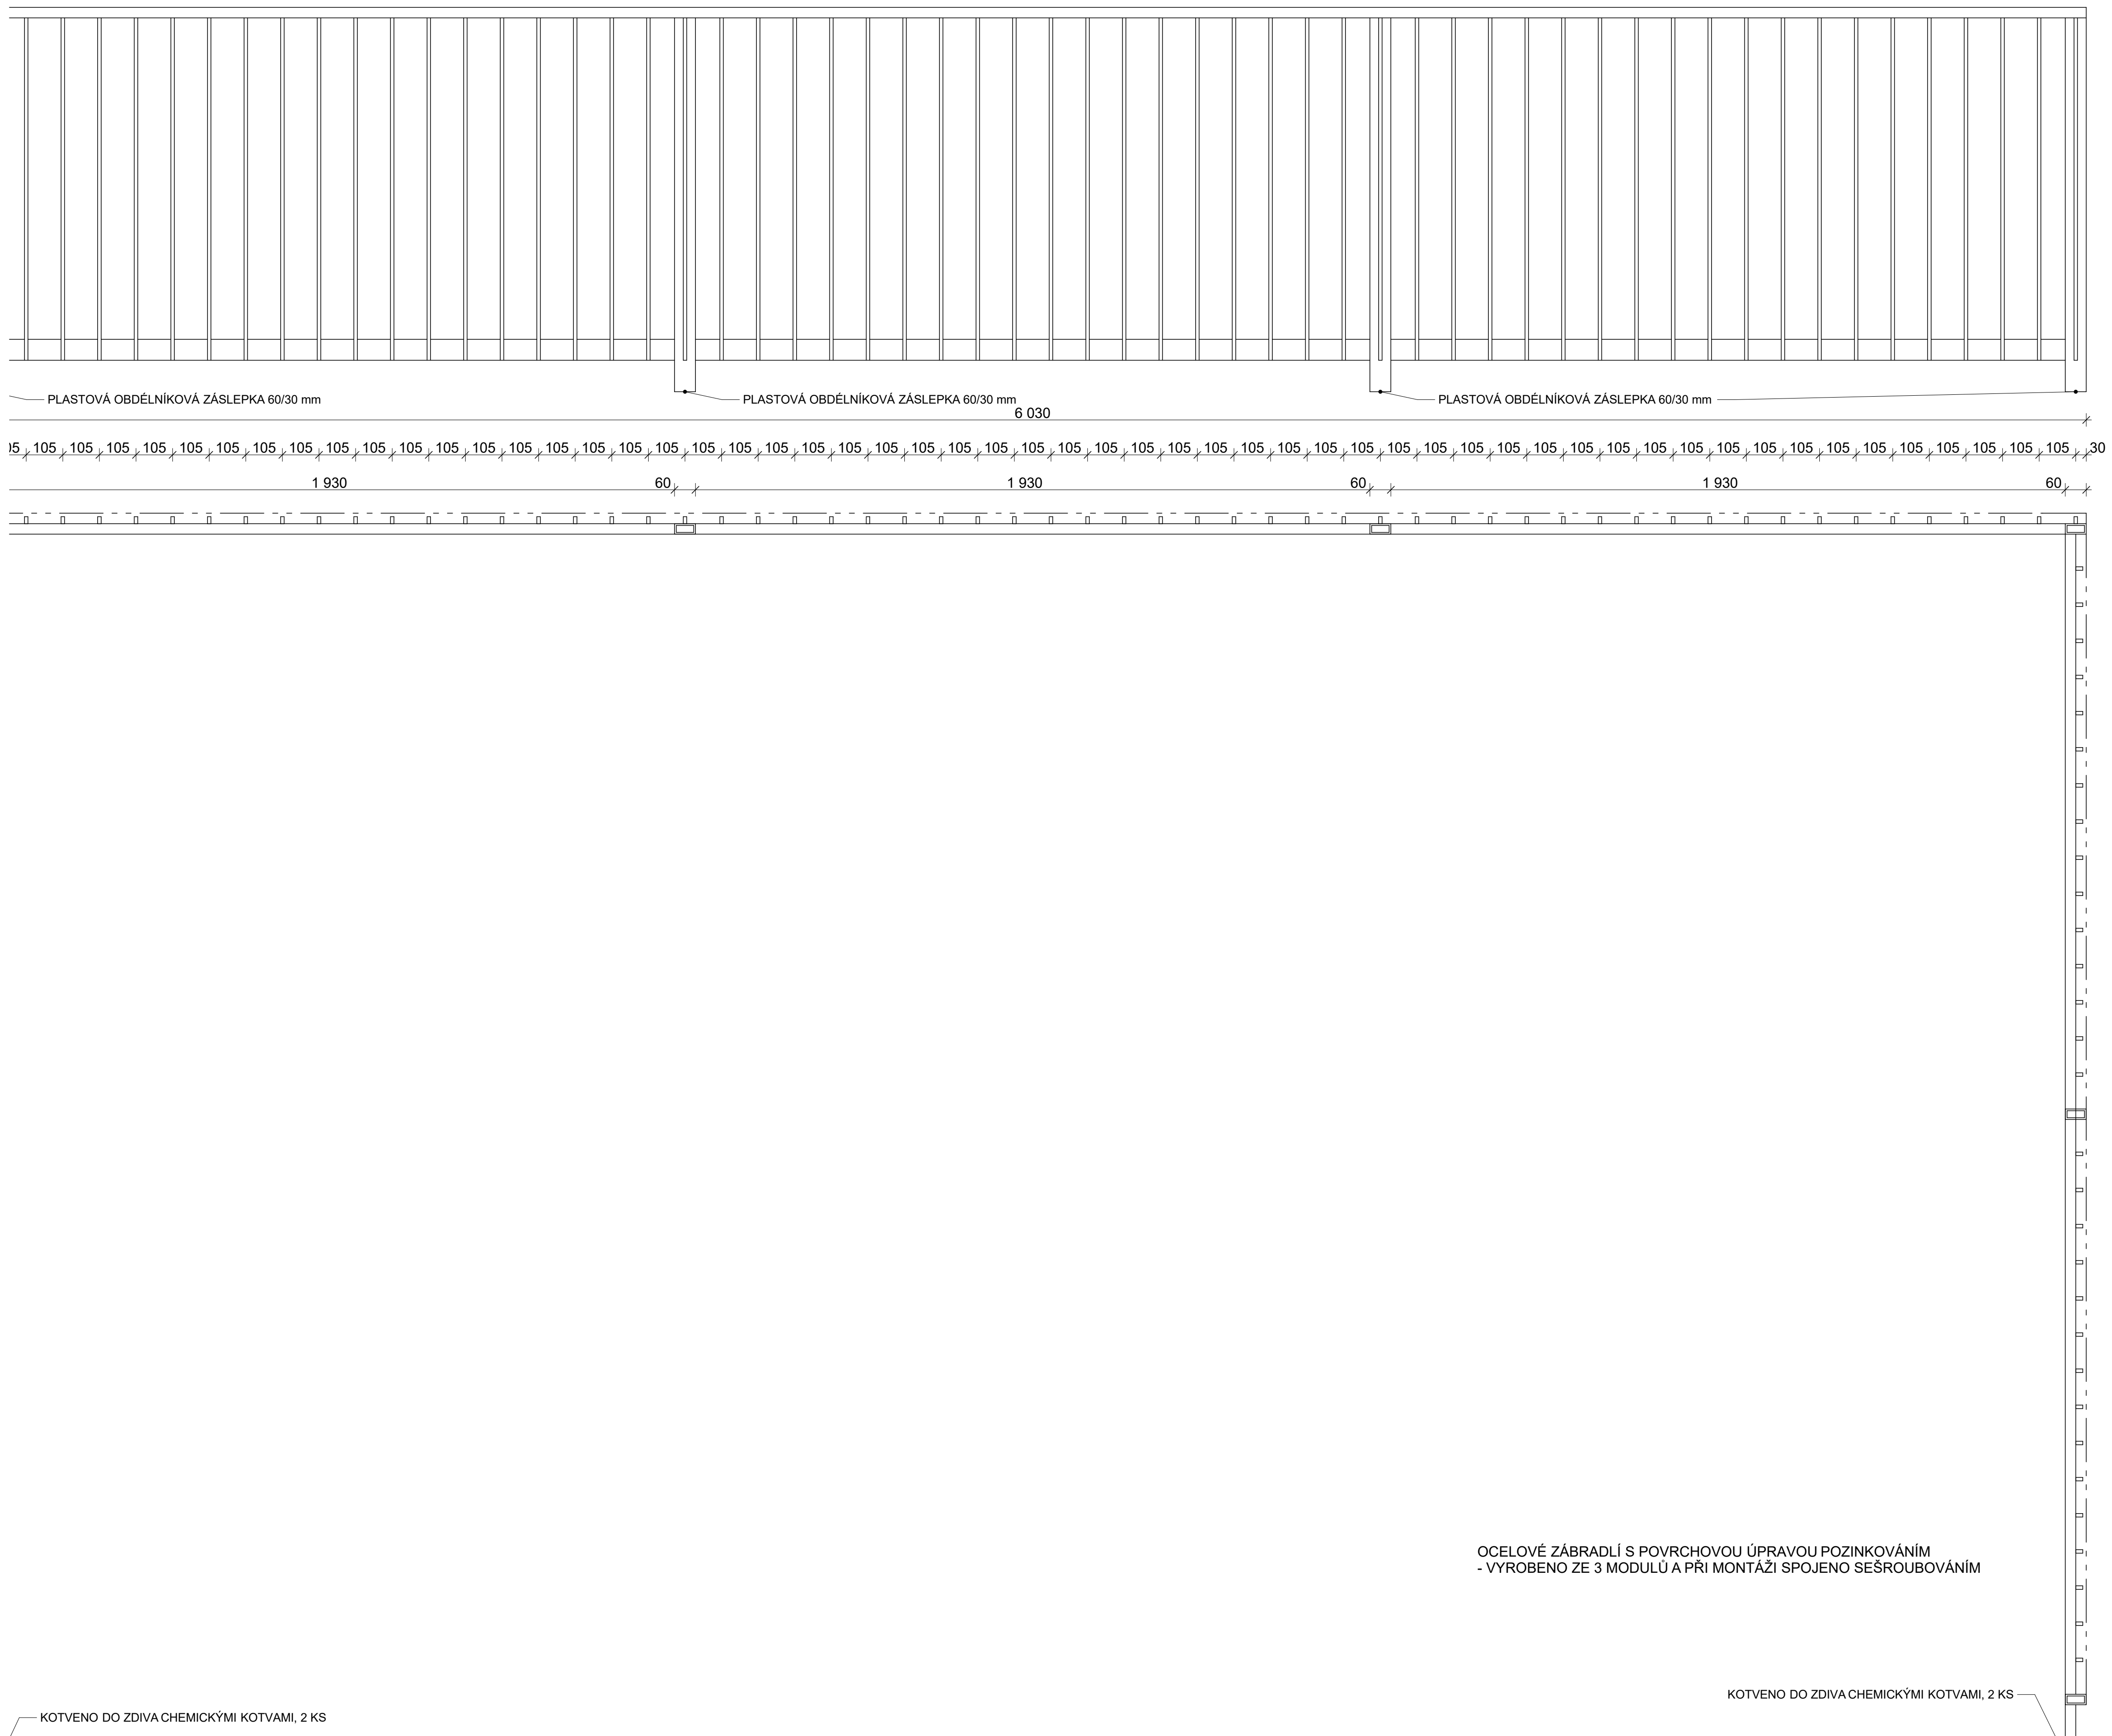 PLASTOVÁ OBDÉLNÍKOVÁ ZÁSLEPKA 60/30 mm PLASTOVÁ OBDÉLNÍKOVÁ ZÁSLEPKA 60/30 mm PLASTOVÁ OBDÉLNÍKOVÁ ZÁSLEPKA 60/30 mm
6 030
05 105 105 105 105 105 105 105 105 105 105 105 105 105 105 105 105 105 105 105 105 105 105 105 105 105 105 105 105 105 105 105 105 105 105 105 105 105 105 105 105 105 105 105 105 105 105 105 105 105 105 105 105 105 105 105 105 30
1 930 60 1 930 60 1 930 60
OCELOVÉ ZÁBRADLÍ S POVRCHOVOU ÚPRAVOU POZINKOVÁNÍM
- VYROBENO ZE 3 MODULŮ A PŘI MONTÁŽI SPOJENO SEŠROUBOVÁNÍM
KOTVENO DO ZDIVA CHEMICKÝMI KOTVAMI, 2 KS
KOTVENO DO ZDIVA CHEMICKÝMI KOTVAMI, 2 KS